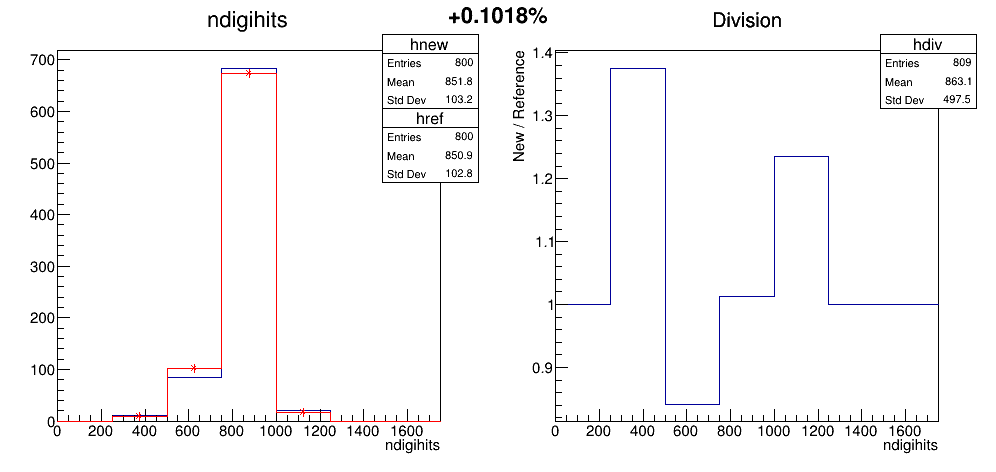 +0.1018%
ndigihits
hnew
Entries 800
Mean 851.8
Std Dev 103.2
href
Entries 800
Mean 850.9
Std Dev 102.8
700
600
500
400
300
200
100
0
0 200 400 600 800 1000 1200 1400 1600
ndigihits
Division
hdiv
Entries 809
Mean 863.1
Std Dev 497.5
New / Reference
1.4
1.3
1.2
1.1
1
0.9
0 200 400 600 800 1000 1200 1400 1600
ndigihits